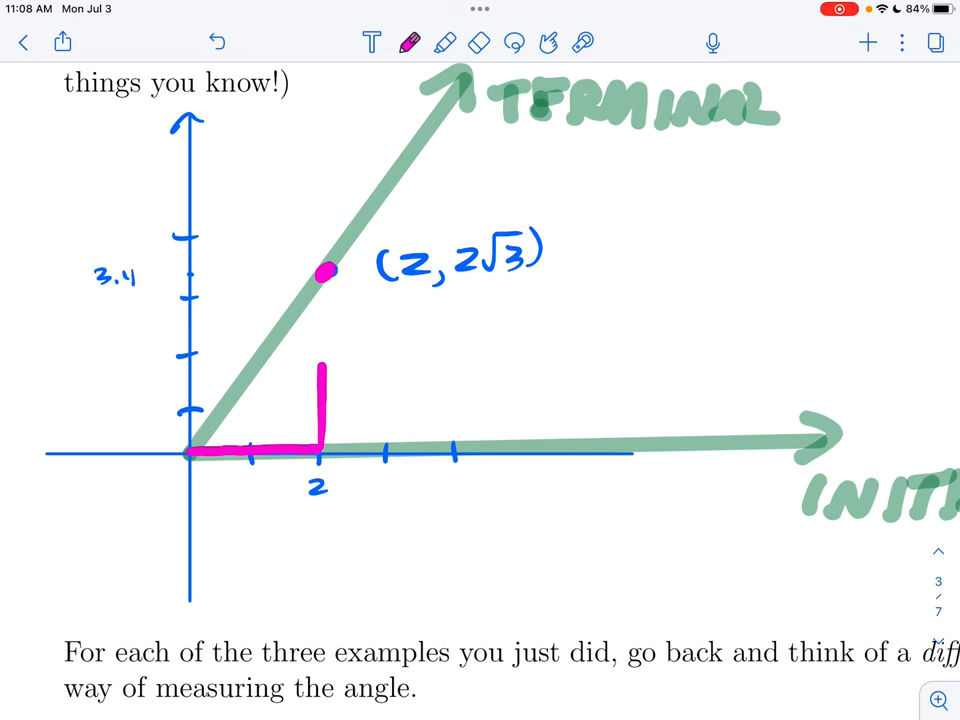 11:08 AM Mon Jul 3
84%
things you know!)
TERMINAL
(2, 2√3)
3.4
2
3
/
7
For each of the three examples you just did, go back and think of a
way of measuring the angle.